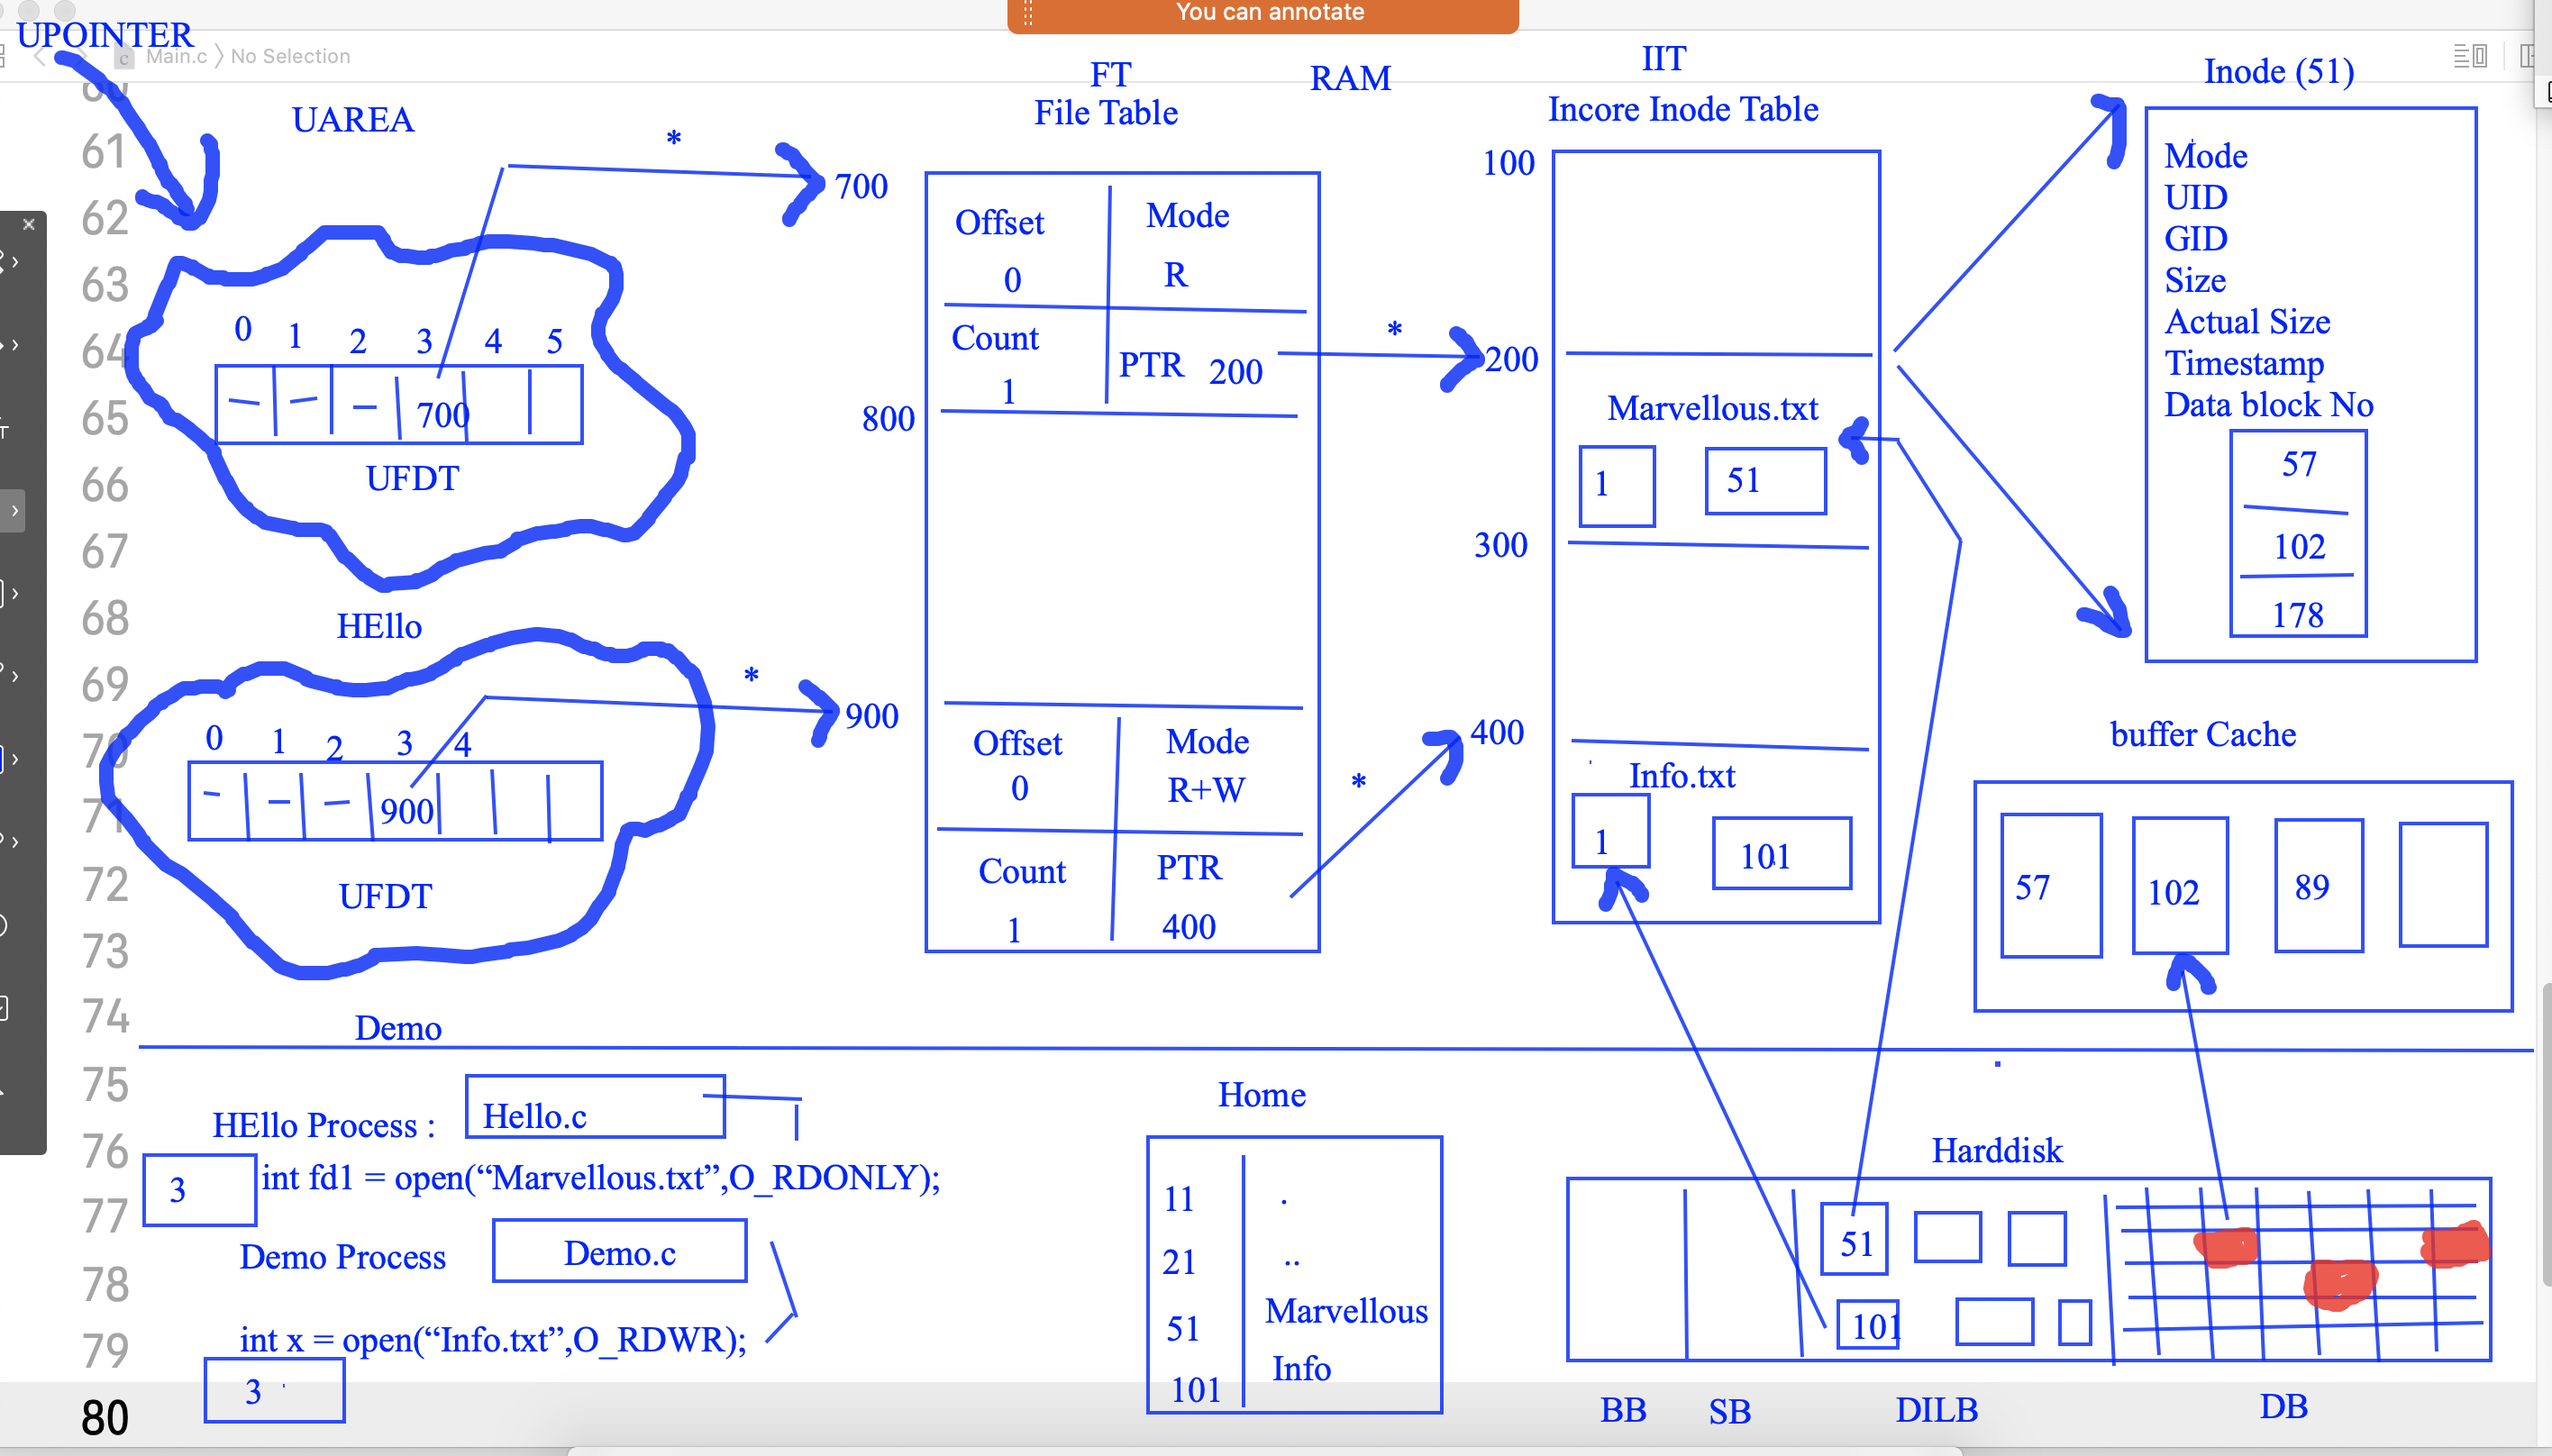 You can annotate
UPOINTER
Main.c
No Selection
UAREA
FT
File Table
RAM
IIT
Incore Inode Table
Inode (51)
60
61
62
63
64
65
66
67
68
69
70
71
72
73
74
75
76
77
78
79
80
*
700
0 1 2 3 4 5
– – – 700
UFDT
HEllo
*
900
0 1 2 3 4
– – – 900
UFDT
Demo
Offset
0
Mode
R
Count
1
PTR 200
800
Offset
0
Mode
R+W
Count
1
PTR
400
*
*
100
200
Marvellous.txt
1
51
300
400
Info.txt
1
101
Mode
UID
GID
Size
Actual Size
Timestamp
Data block No
57
102
178
buffer Cache
57
102
89
HEllo Process :
Hello.c
3
int fd1 = open(“Marvellous.txt”,O_RDONLY);
Demo Process
Demo.c
int x = open(“Info.txt”,O_RDWR);
3
Home
11 .
21 ..
51 Marvellous
101 Info
Harddisk
51
101
BB
SB
DILB
DB